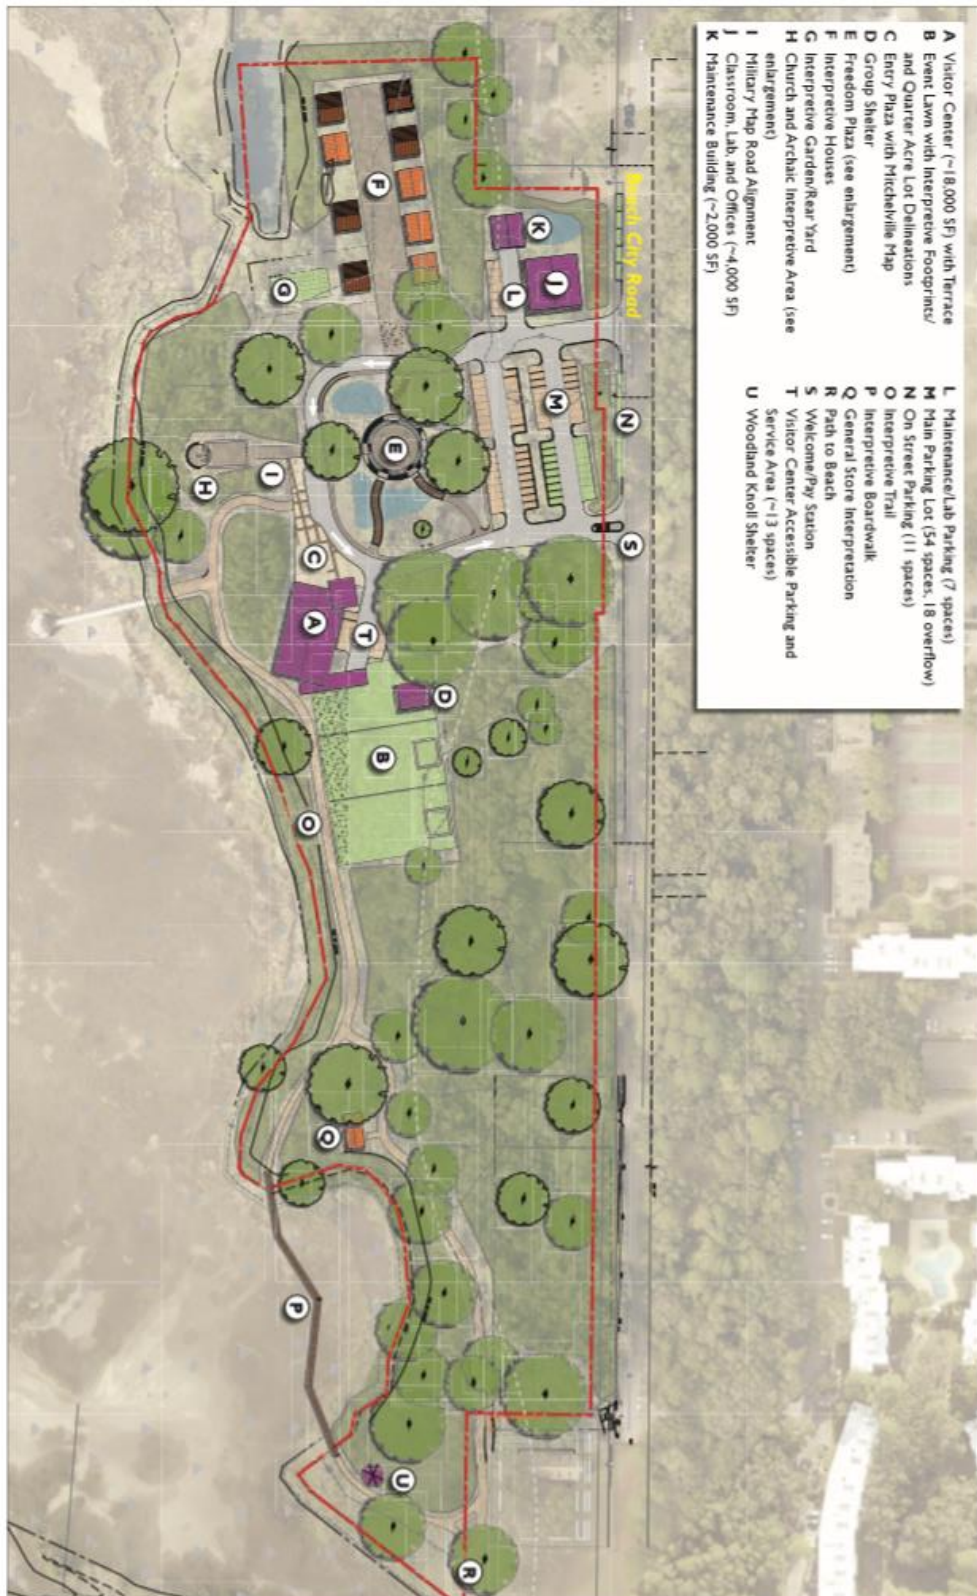 A Visitor Center (~18,000 SF) with Terrace
B Event Lawn with Interpretive Footprints/
and Quarter Acre Lot Delineations
C Entry Plaza with Mitchelville Map
D Group Shelter
E Freedom Plaza (see enlargement)
F Interpretive Houses
G Interpretive Garden/Rear Yard
H Church and Archaic Interpretive Area (see
enlargement)
I Military Map Road Alignment
J Classroom, Lab, and Offices (~4,000 SF)
K Maintenance Building (~2,000 SF)
L Maintenance/Lab Parking (7 spaces)
M Main Parking Lot (54 spaces, 18 overflow)
N On Street Parking (11 spaces)
O Interpretive Trail
P Interpretive Boardwalk
Q General Store Interpretation
R Path to Beach
S Welcome/Pay Station
T Visitor Center Accessible Parking and
Service Area (~13 spaces)
U Woodland Knoll Shelter
Beach City Road
K
J
L
F
G
M
N
E
I
H
S
C
A
T
D
B
O
Q
P
U
R